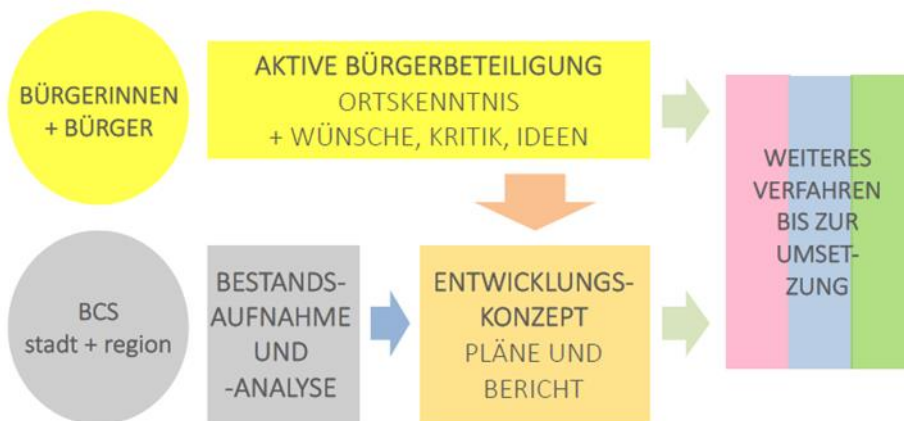 BÜRGERINNEN
+ BÜRGER
AKTIVE BÜRGERBETEILIGUNG
ORTSKENNTNIS
+ WÜNSCHE, KRITIK, IDEEN
WEITERES
VERFAHREN
BIS ZUR
UMSET-
ZUNG
BCS
stadt + region
BESTANDS-
AUFNAHME
UND
-ANALYSE
ENTWICKLUNGS-
KONZEPT
PLÄNE UND
BERICHT